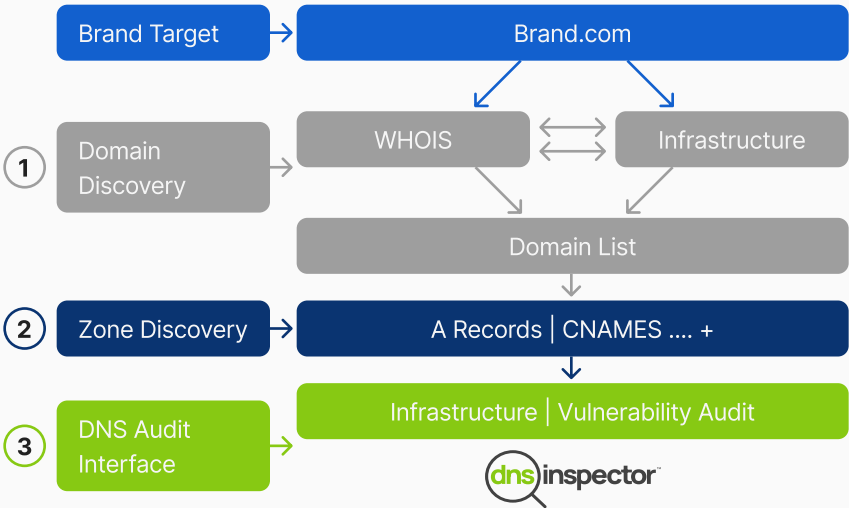 Brand Target
Brand.com
1
Domain
Discovery
WHOIS
Infrastructure
Domain List
2
Zone Discovery
A Records | CNAMES .... +
3
DNS Audit
Interface
Infrastructure | Vulnerability Audit
dnsinspector™